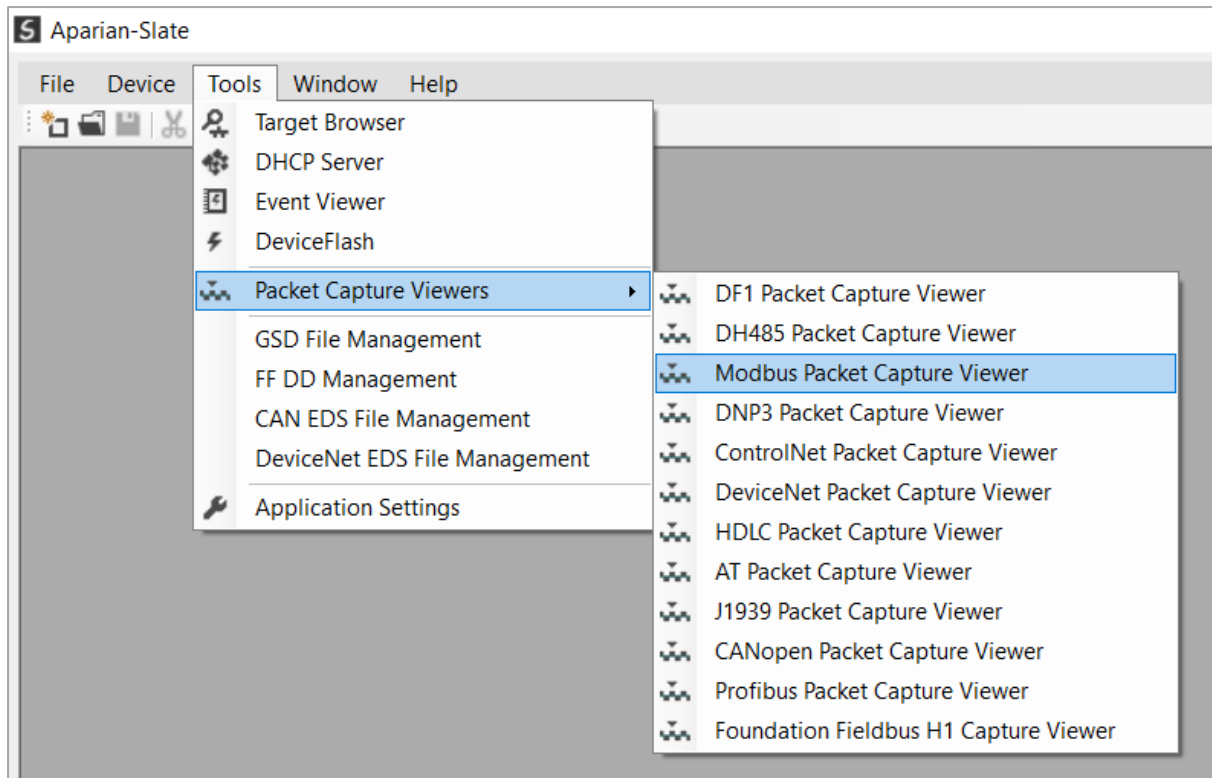 Aparian-Slate
File Device Tools Window Help
Target Browser
DHCP Server
Event Viewer
DeviceFlash
Packet Capture Viewers
GSD File Management
FF DD Management
CAN EDS File Management
DeviceNet EDS File Management
Application Settings
DF1 Packet Capture Viewer
DH485 Packet Capture Viewer
Modbus Packet Capture Viewer
DNP3 Packet Capture Viewer
ControlNet Packet Capture Viewer
DeviceNet Packet Capture Viewer
HDLC Packet Capture Viewer
AT Packet Capture Viewer
J1939 Packet Capture Viewer
CANopen Packet Capture Viewer
Profibus Packet Capture Viewer
Foundation Fieldbus H1 Capture Viewer